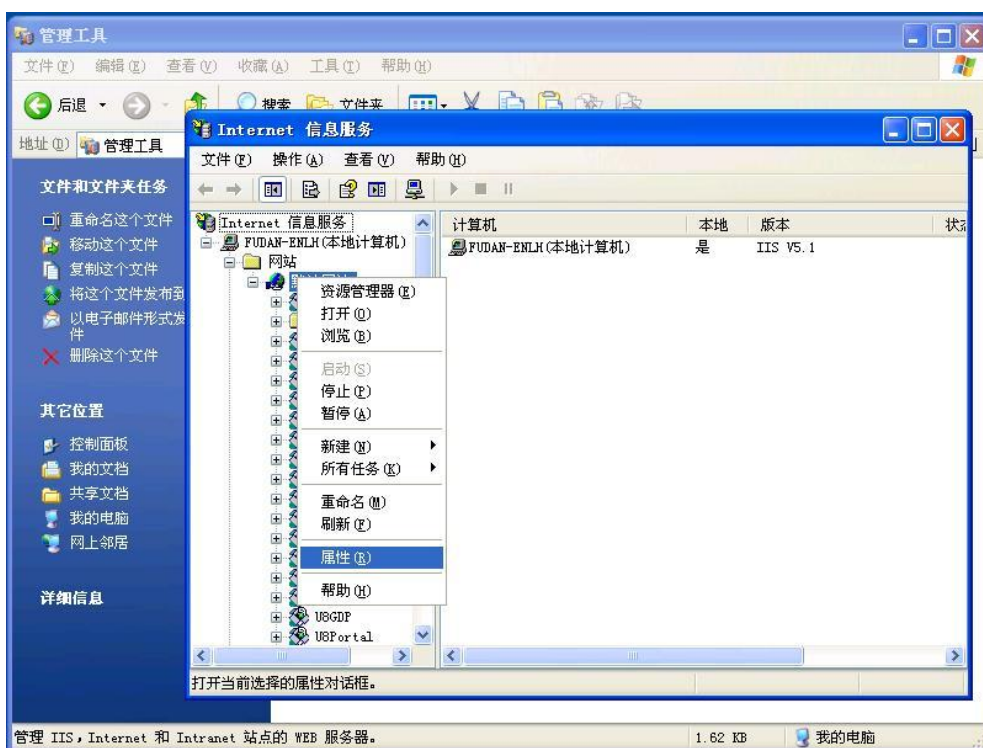 管理工具
文件(F) 编辑(E) 查看(V) 收藏(A) 工具(T) 帮助(H)
后退 搜索 文件夹
地址(D) 管理工具
文件和文件夹任务
重命名这个文件
移动这个文件
复制这个文件
将这个文件发布到
以电子邮件形式发
件
删除这个文件
其它位置
控制面板
我的文档
共享文档
我的电脑
网上邻居
详细信息
Internet 信息服务
文件(F) 操作(A) 查看(V) 帮助(H)
Internet 信息服务
FUDAN-ENLH(本地计算机)
网站
U8GDP
U8Portal
资源管理器(E)
打开(O)
浏览(B)
启动(S)
停止(P)
暂停(A)
新建(N)
所有任务(K)
重命名(M)
刷新(F)
属性(R)
帮助(H)
计算机 本地 版本
FUDAN-ENLH(本地计算机) 是 IIS V5.1
打开当前选择的属性对话框。
管理 IIS，Internet 和 Intranet 站点的 WEB 服务器。 1.62 KB 我的电脑